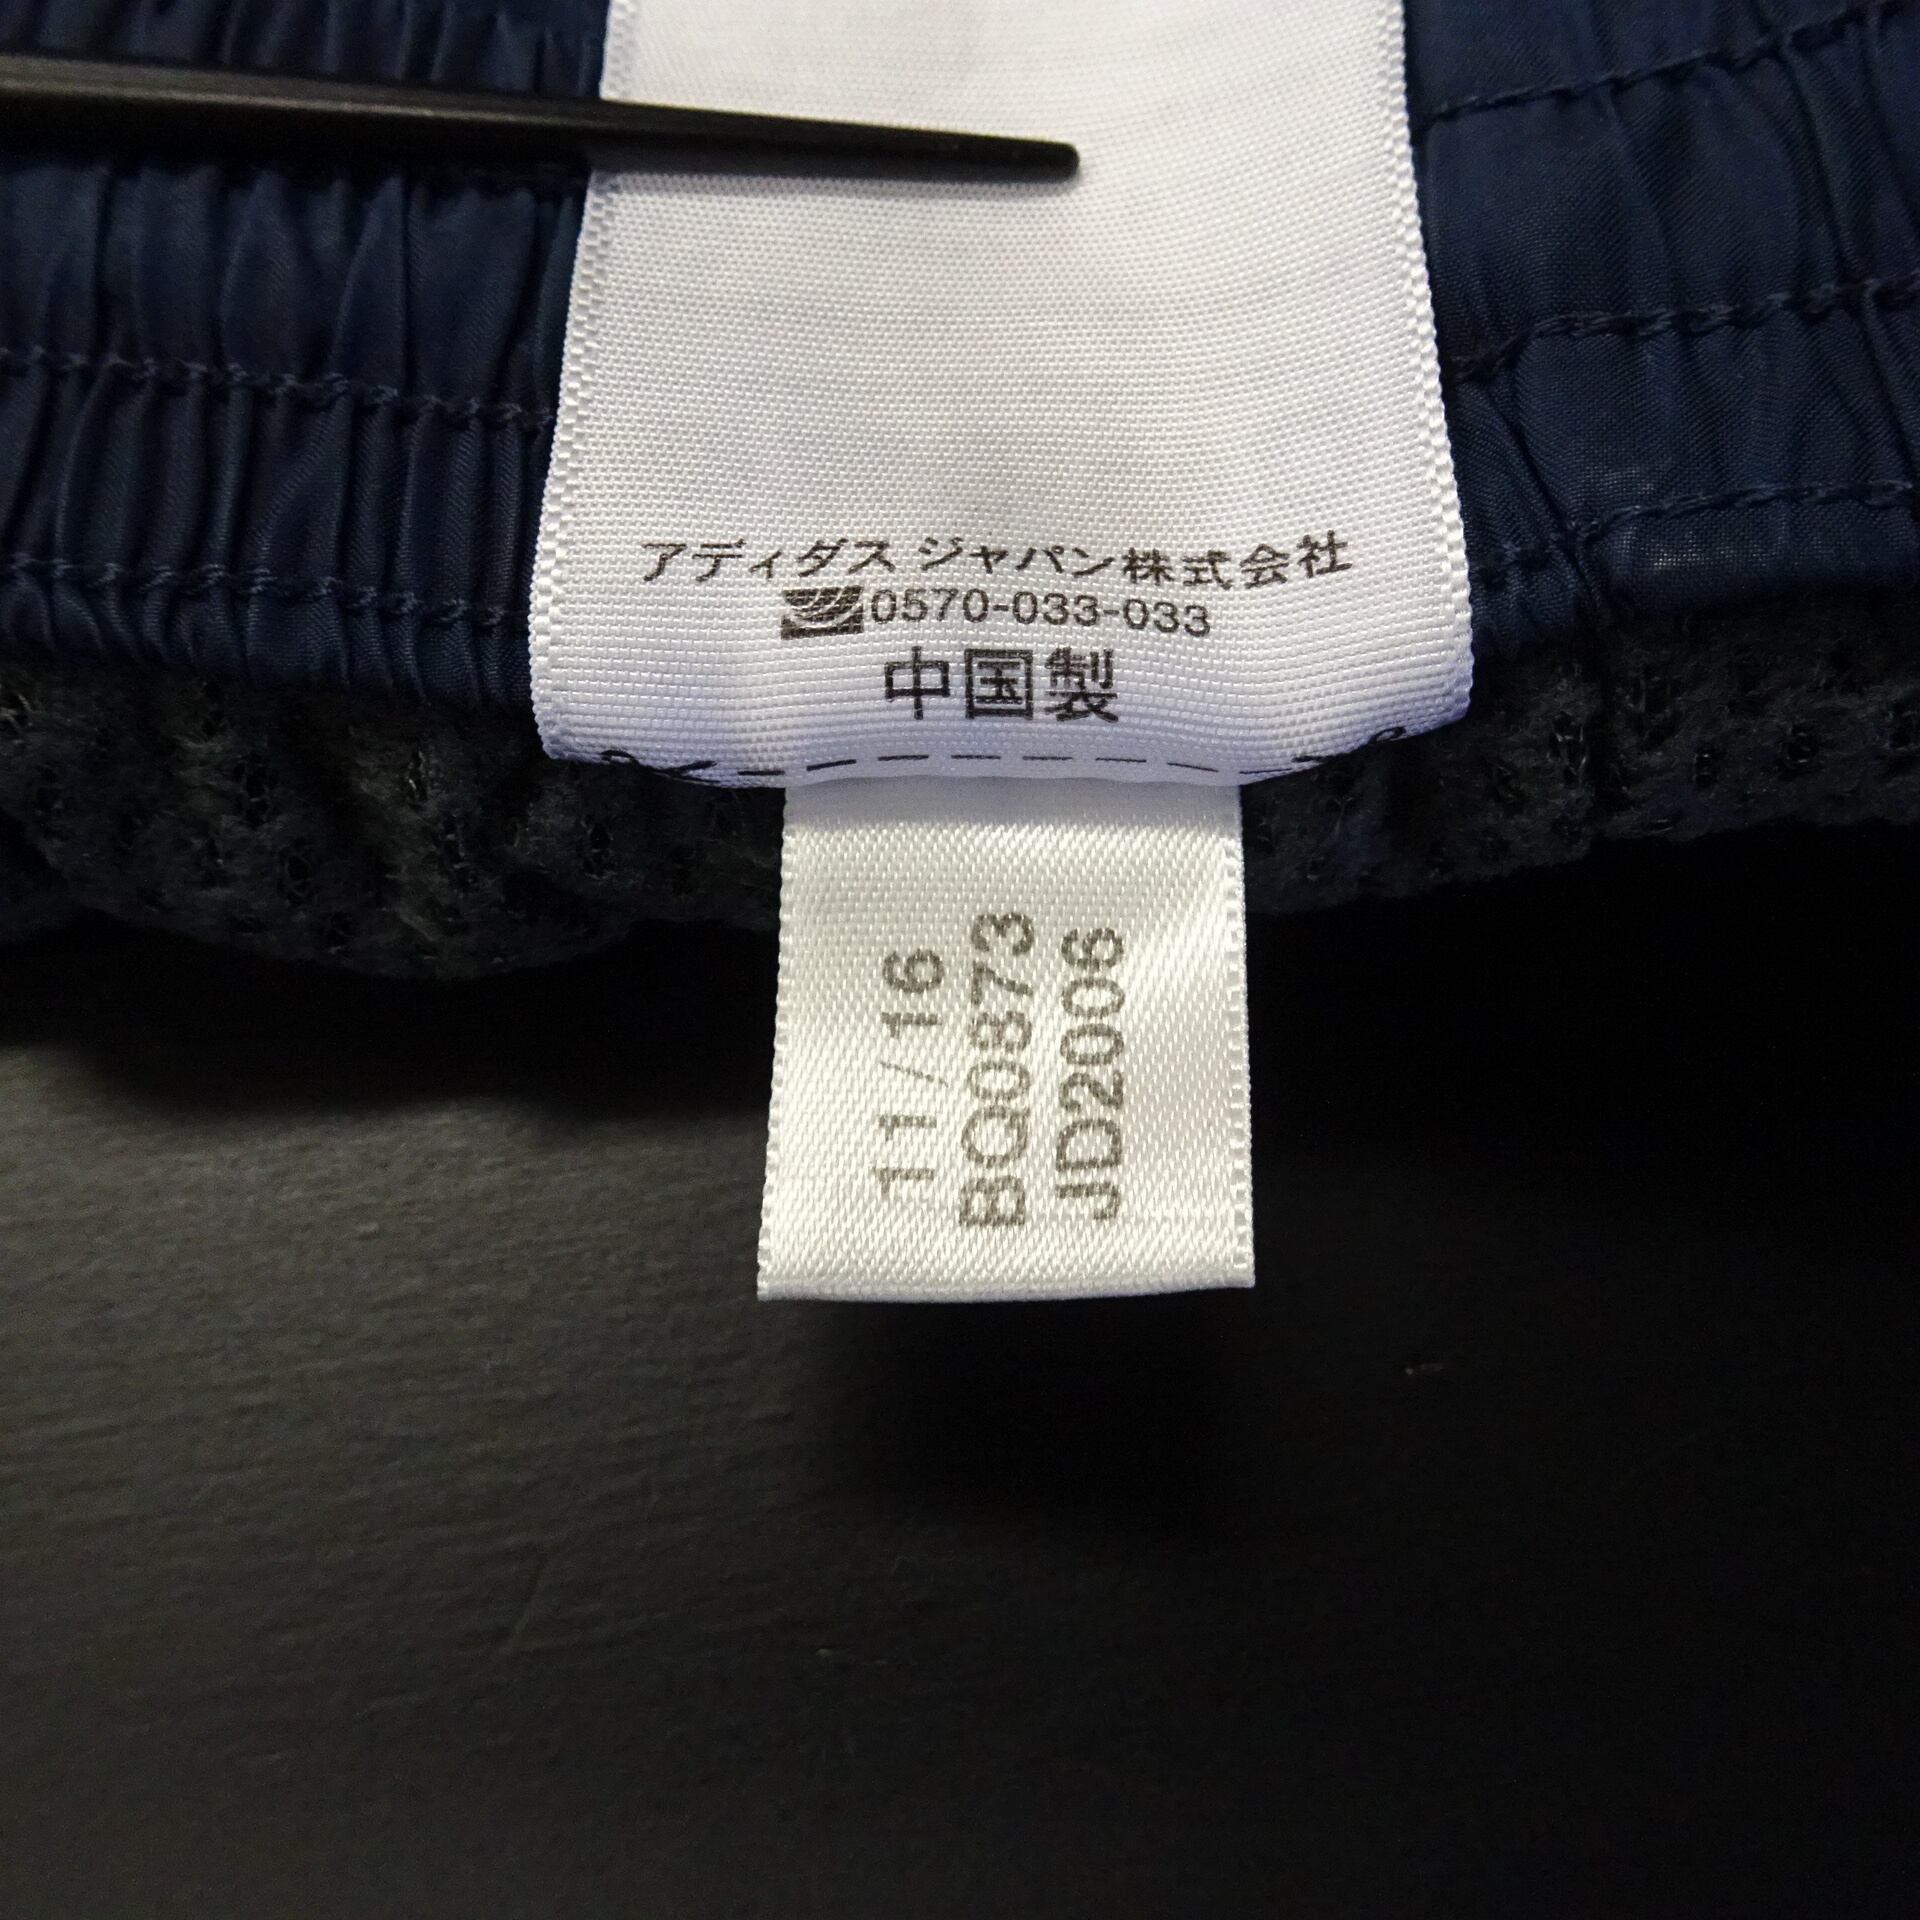 アディダス ジャパン株式会社
0570-033-033
中国製
11/16
BQ0873
JD2006